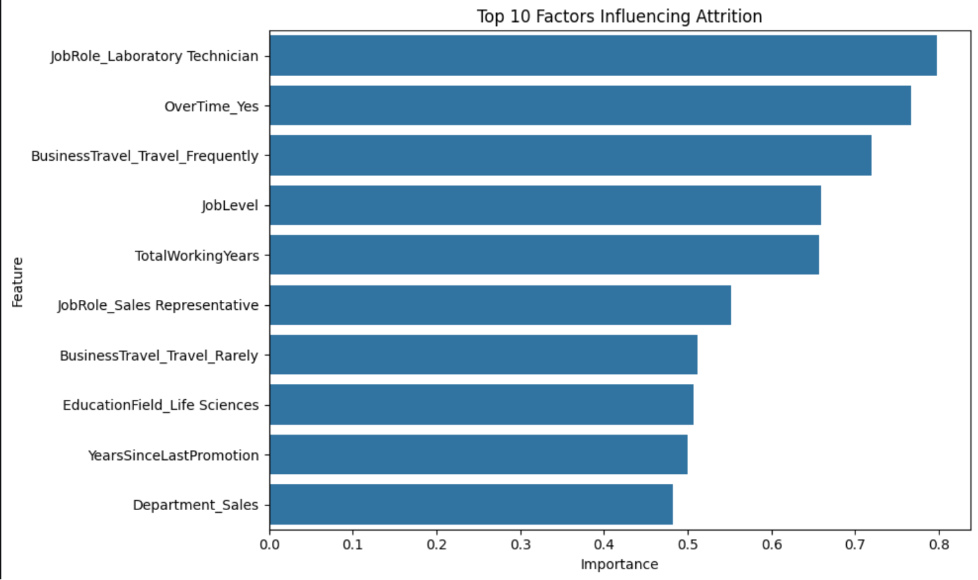 Top 10 Factors Influencing Attrition
JobRole_Laboratory Technician
OverTime_Yes
BusinessTravel_Travel_Frequently
JobLevel
TotalWorkingYears
JobRole_Sales Representative
BusinessTravel_Travel_Rarely
EducationField_Life Sciences
YearsSinceLastPromotion
Department_Sales
Feature
0.0 0.1 0.2 0.3 0.4 0.5 0.6 0.7 0.8
Importance